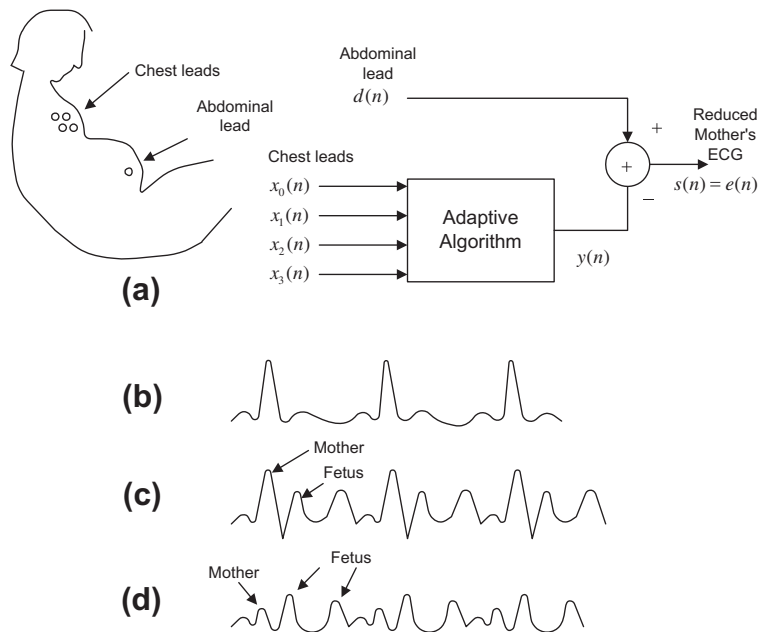 Chest leads
Abdominal
lead
(a)
Abdominal
lead
d(n)
Chest leads
x₀(n)
x₁(n)
x₂(n)
x₃(n)
Adaptive
Algorithm
y(n)
+
+
−
Reduced
Mother's
ECG
s(n) = e(n)
(b)
(c)
Mother
Fetus
(d)
Mother
Fetus